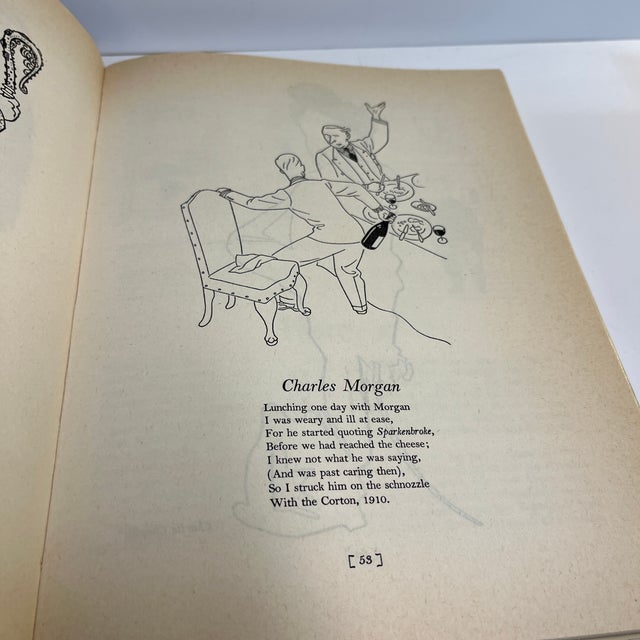 Charles Morgan
Lunching one day with Morgan
I was weary and ill at ease,
For he started quoting Sparkenbroke,
Before we had reached the cheese;
I knew not what he was saying,
(And was past caring then),
So I struck him on the schnozzle
With the Corton, 1910.
[ 53 ]